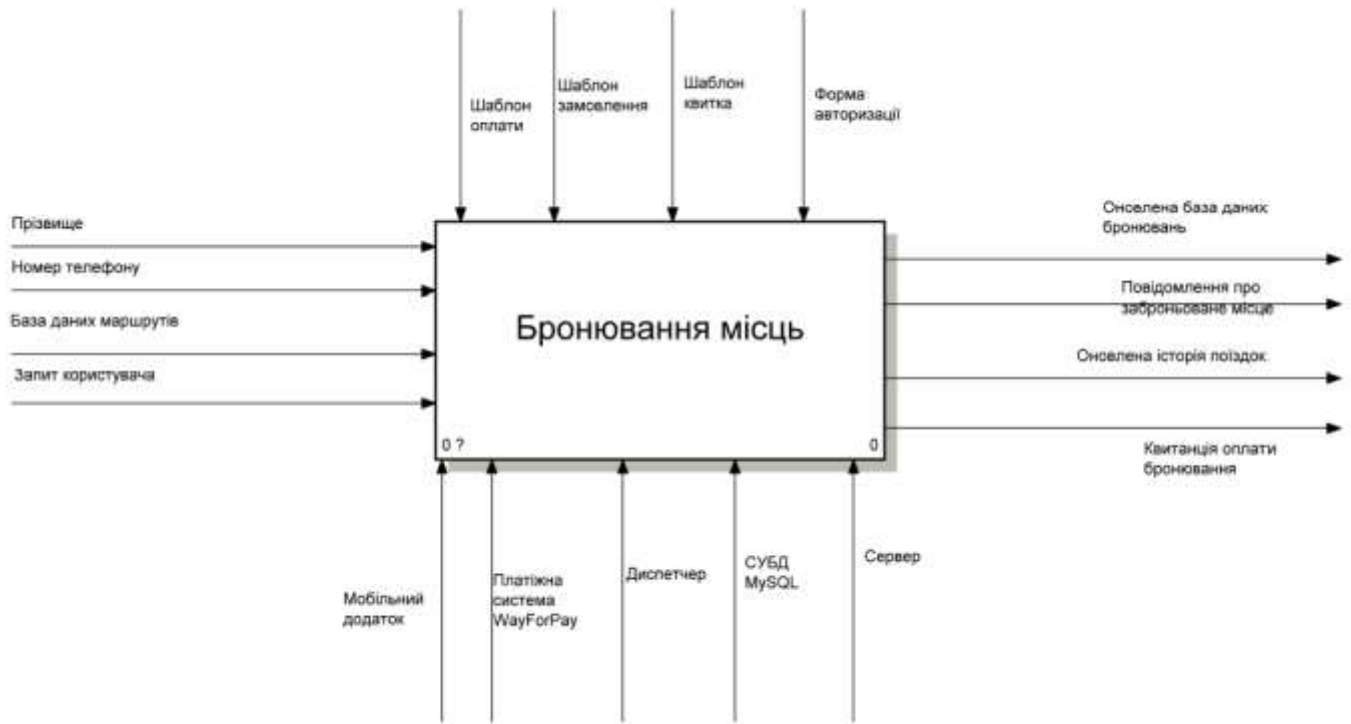 Шаблон
оплати
Шаблон
замовлення
Шаблон
квитка
Форма
авторизації
Прізвище
Номер телефону
База даних маршрутів
Запит користувача
Бронювання місць
0 ?
0
Оновлена база даних
бронювань
Повідомлення про
заброньоване місце
Оновлена історія поїздок
Квитанція оплати
бронювання
Мобільний
додаток
Платіжна
система
WayForPay
Диспетчер
СУБД
MySQL
Сервер